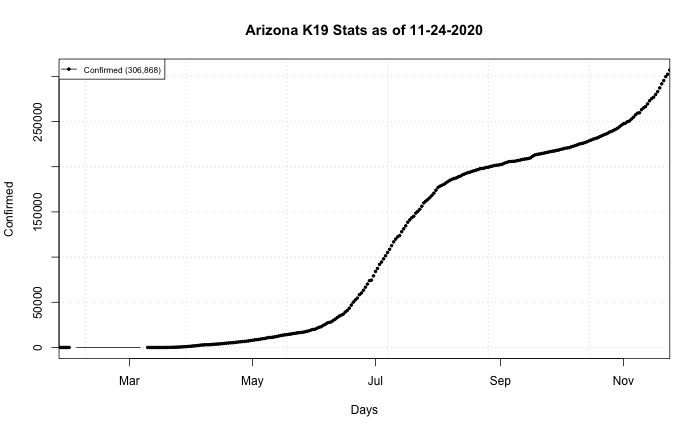 Arizona K19 Stats as of 11-24-2020
Confirmed (306,868)
Confirmed
250000
150000
50000
0
Mar May Jul Sep Nov
Days